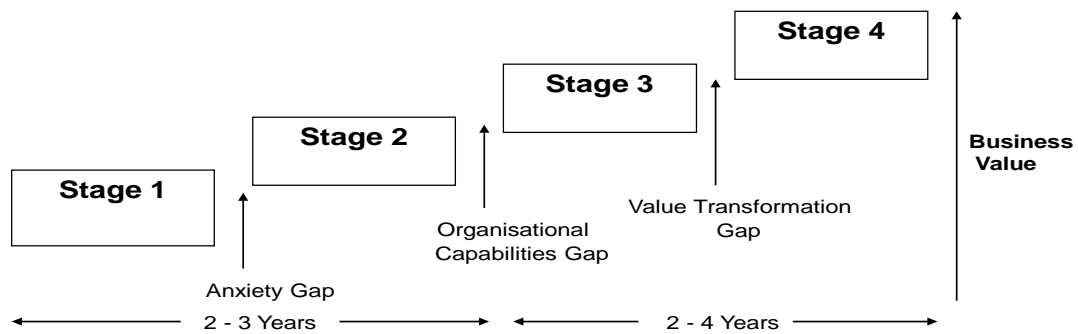 Stage 4
Stage 3
Stage 2
Stage 1
Business
Value
Value Transformation
Gap
Organisational
Capabilities Gap
Anxiety Gap
2 - 3 Years
2 - 4 Years